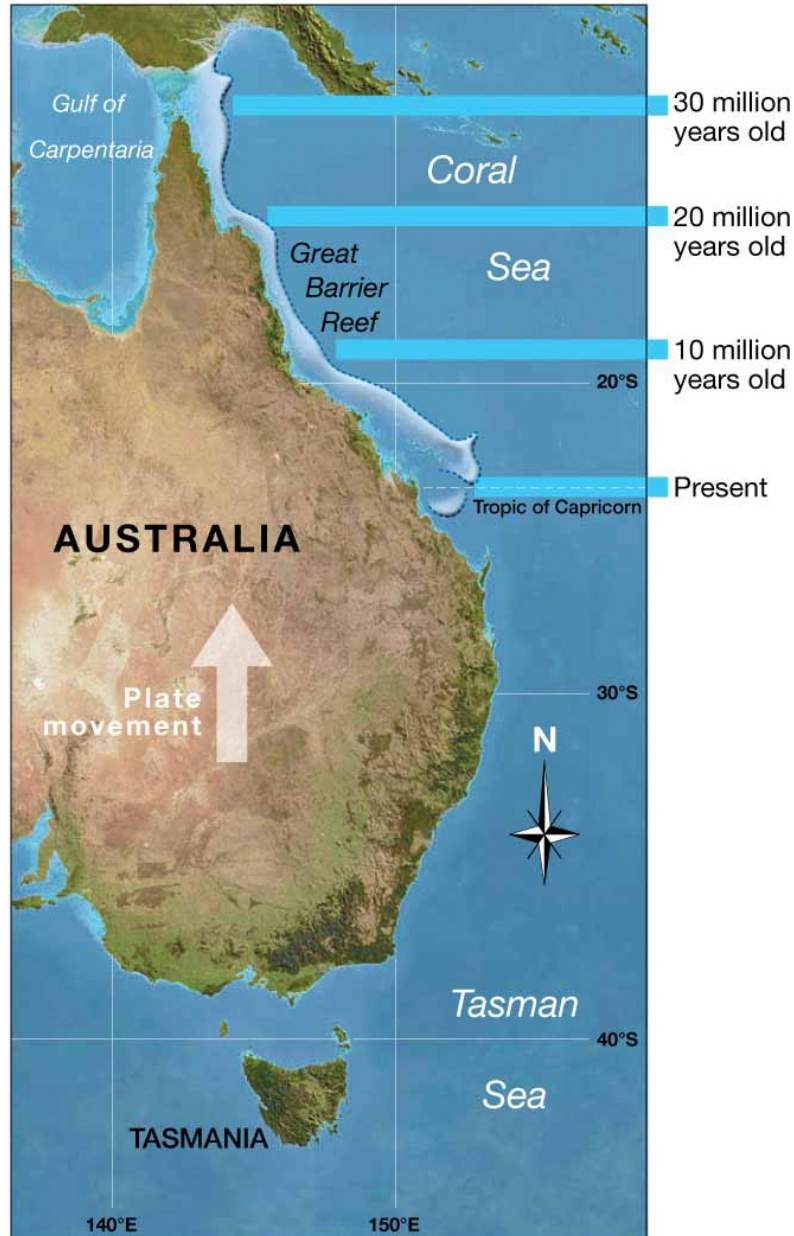 Gulf of
Carpentaria
30 million
years old
Coral
Sea
20 million
years old
Great
Barrier
Reef
10 million
years old
20°S
Present
Tropic of Capricorn
AUSTRALIA
Plate
movement
30°S
N
Tasman
Sea
40°S
TASMANIA
140°E
150°E